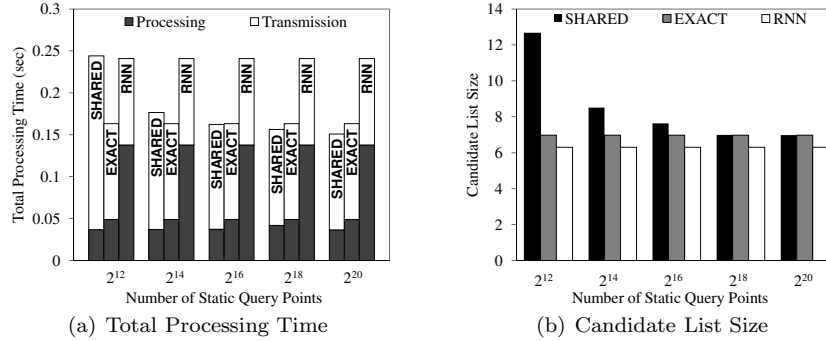 Processing Transmission
Total Processing Time (sec)
0.3
0.25
0.2
0.15
0.1
0.05
0
SHARED EXACT RNN SHARED EXACT RNN SHARED EXACT RNN SHARED EXACT RNN SHARED EXACT RNN
2^12 2^14 2^16 2^18 2^20
Number of Static Query Points
(a) Total Processing Time
SHARED EXACT RNN
Candidate List Size
14
12
10
8
6
4
2
0
2^12 2^14 2^16 2^18 2^20
Number of Static Query Points
(b) Candidate List Size